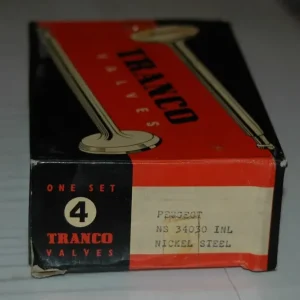 TRANCO
VALVES
ONE SET
4
TRANCO
VALVES
PEUGEOT
NS 34030 INL
NICKEL STEEL